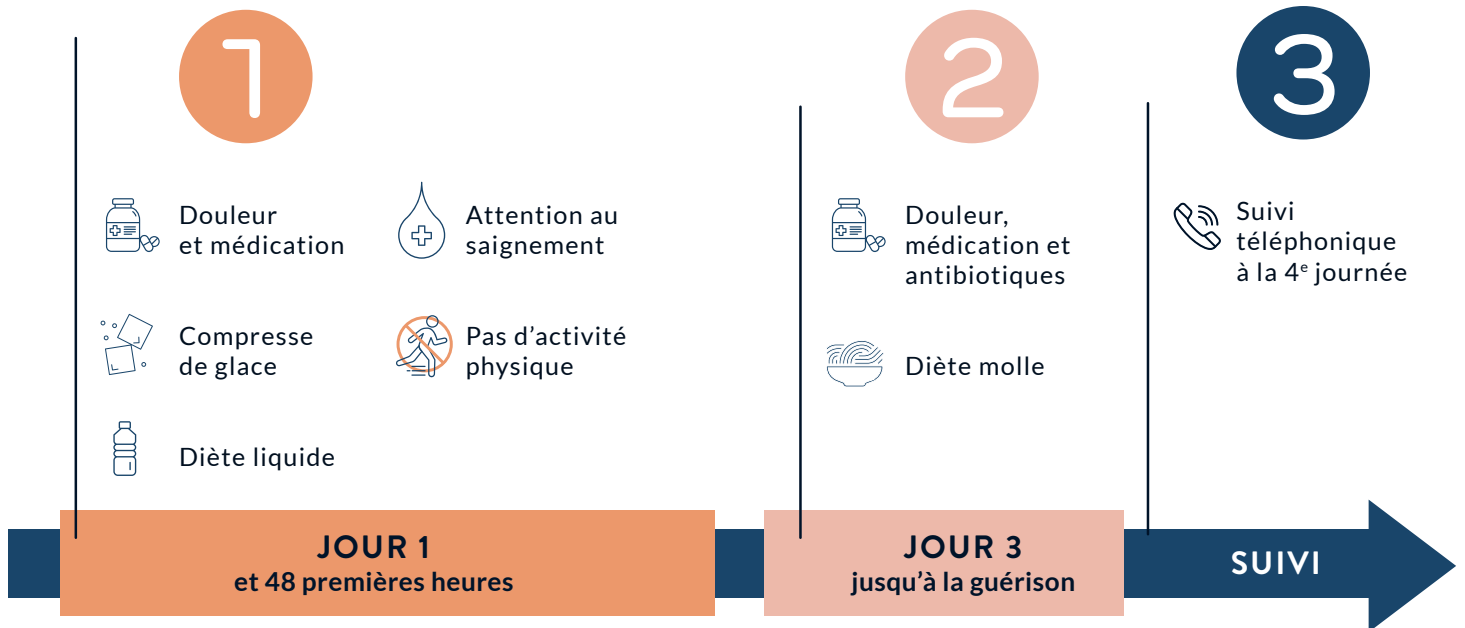 1
Douleur
et médication
Attention au
saignement
Compresse
de glace
Pas d’activité
physique
Diète liquide
JOUR 1
et 48 premières heures
2
Douleur,
médication et
antibiotiques
Diète molle
JOUR 3
jusqu’à la guérison
3
Suivi
téléphonique
à la 4e journée
SUIVI